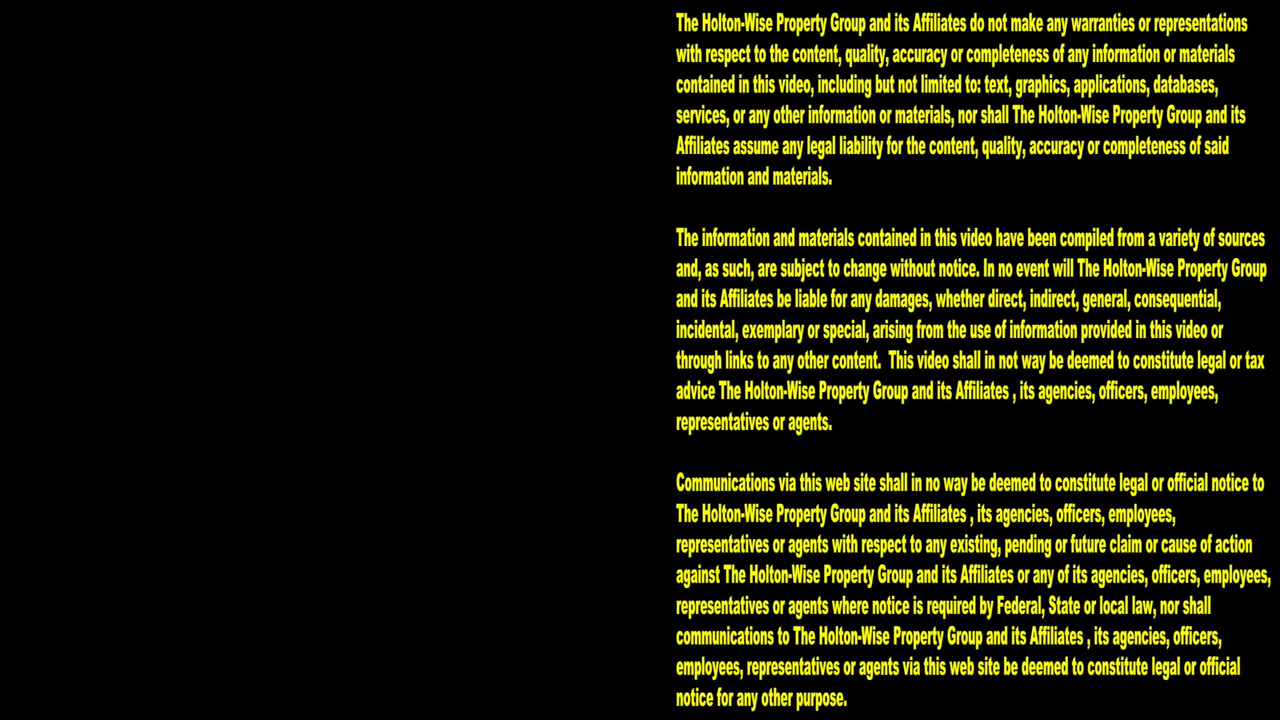 The Holton-Wise Property Group and its Affiliates do not make any warranties or representations
with respect to the content, quality, accuracy or completeness of any information or materials
contained in this video, including but not limited to: text, graphics, applications, databases,
services, or any other information or materials, nor shall The Holton-Wise Property Group and its
Affiliates assume any legal liability for the content, quality, accuracy or completeness of said
information and materials.
The information and materials contained in this video have been compiled from a variety of sources
and, as such, are subject to change without notice. In no event will The Holton-Wise Property Group
and its Affiliates be liable for any damages, whether direct, indirect, general, consequential,
incidental, exemplary or special, arising from the use of information provided in this video or
through links to any other content.  This video shall in not way be deemed to constitute legal or tax
advice The Holton-Wise Property Group and its Affiliates , its agencies, officers, employees,
representatives or agents.
Communications via this web site shall in no way be deemed to constitute legal or official notice to
The Holton-Wise Property Group and its Affiliates , its agencies, officers, employees,
representatives or agents with respect to any existing, pending or future claim or cause of action
against The Holton-Wise Property Group and its Affiliates or any of its agencies, officers, employees,
representatives or agents where notice is required by Federal, State or local law, nor shall
communications to The Holton-Wise Property Group and its Affiliates , its agencies, officers,
employees, representatives or agents via this web site be deemed to constitute legal or official
notice for any other purpose.